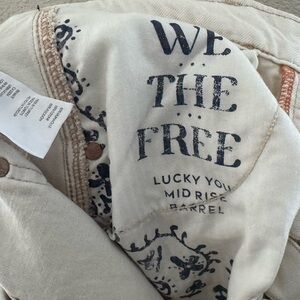 WE
THE
FREE
LUCKY YOU
MID RISE
BARREL